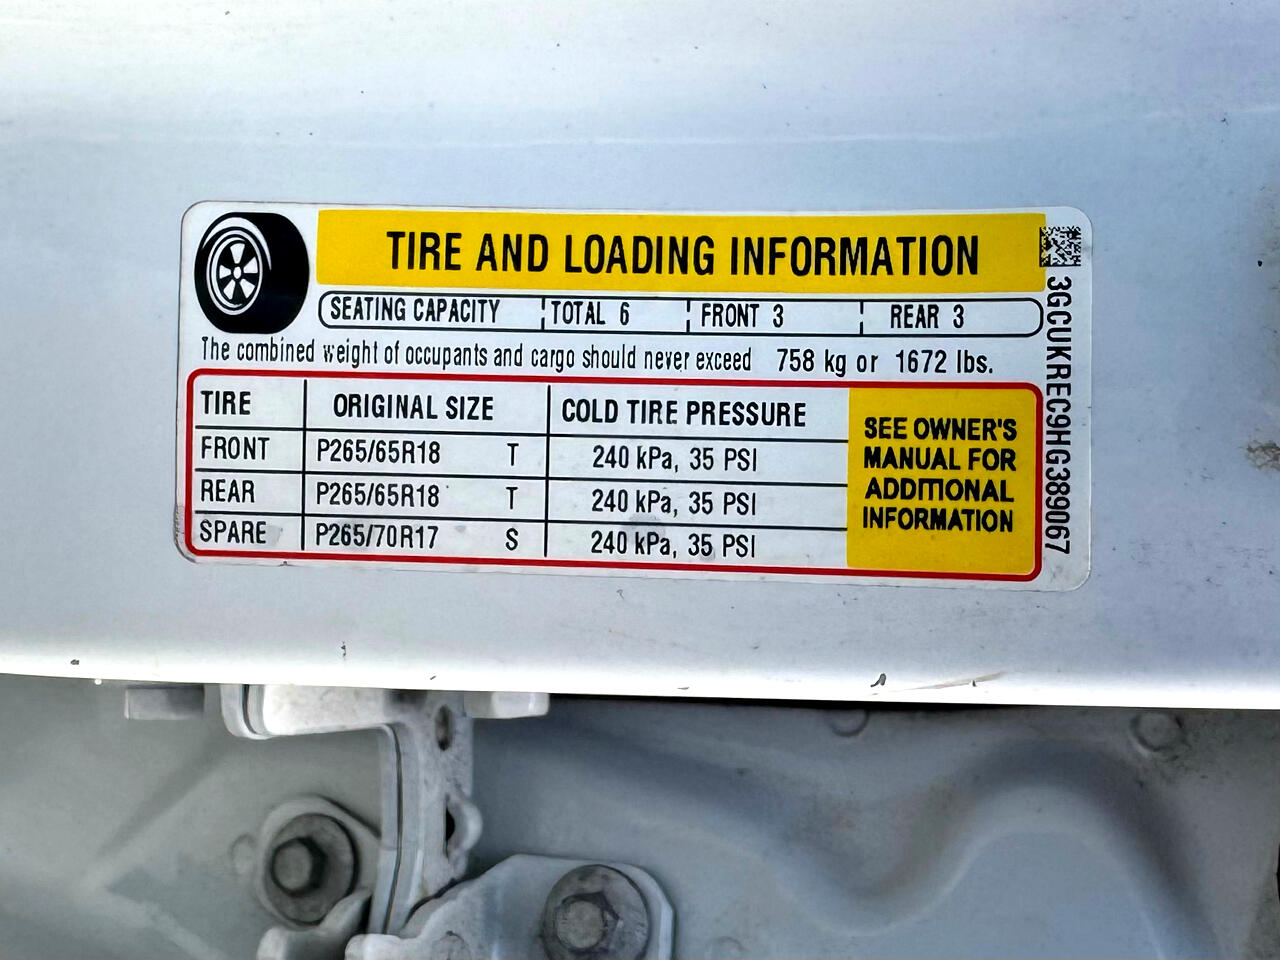 TIRE AND LOADING INFORMATION
SEATING CAPACITY TOTAL 6 FRONT 3 REAR 3
The combined weight of occupants and cargo should never exceed 758 kg or 1672 lbs.
TIRE ORIGINAL SIZE COLD TIRE PRESSURE
FRONT P265/65R18 T 240 kPa, 35 PSI
REAR P265/65R18 T 240 kPa, 35 PSI
SPARE P265/70R17 S 240 kPa, 35 PSI
SEE OWNER'S
MANUAL FOR
ADDITIONAL
INFORMATION
3GCUKREC9HG389067